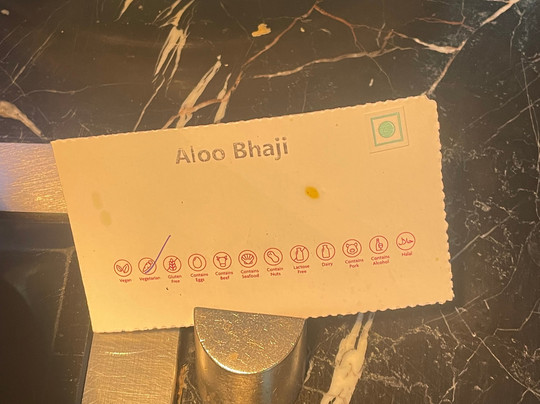 Aloo Bhaji
Vegan Vegetarian Gluten Free Contains Eggs Contains Beef Contains Seafood Contain Nuts Lactose Free Dairy Contains Pork Contains Alcohol Halal